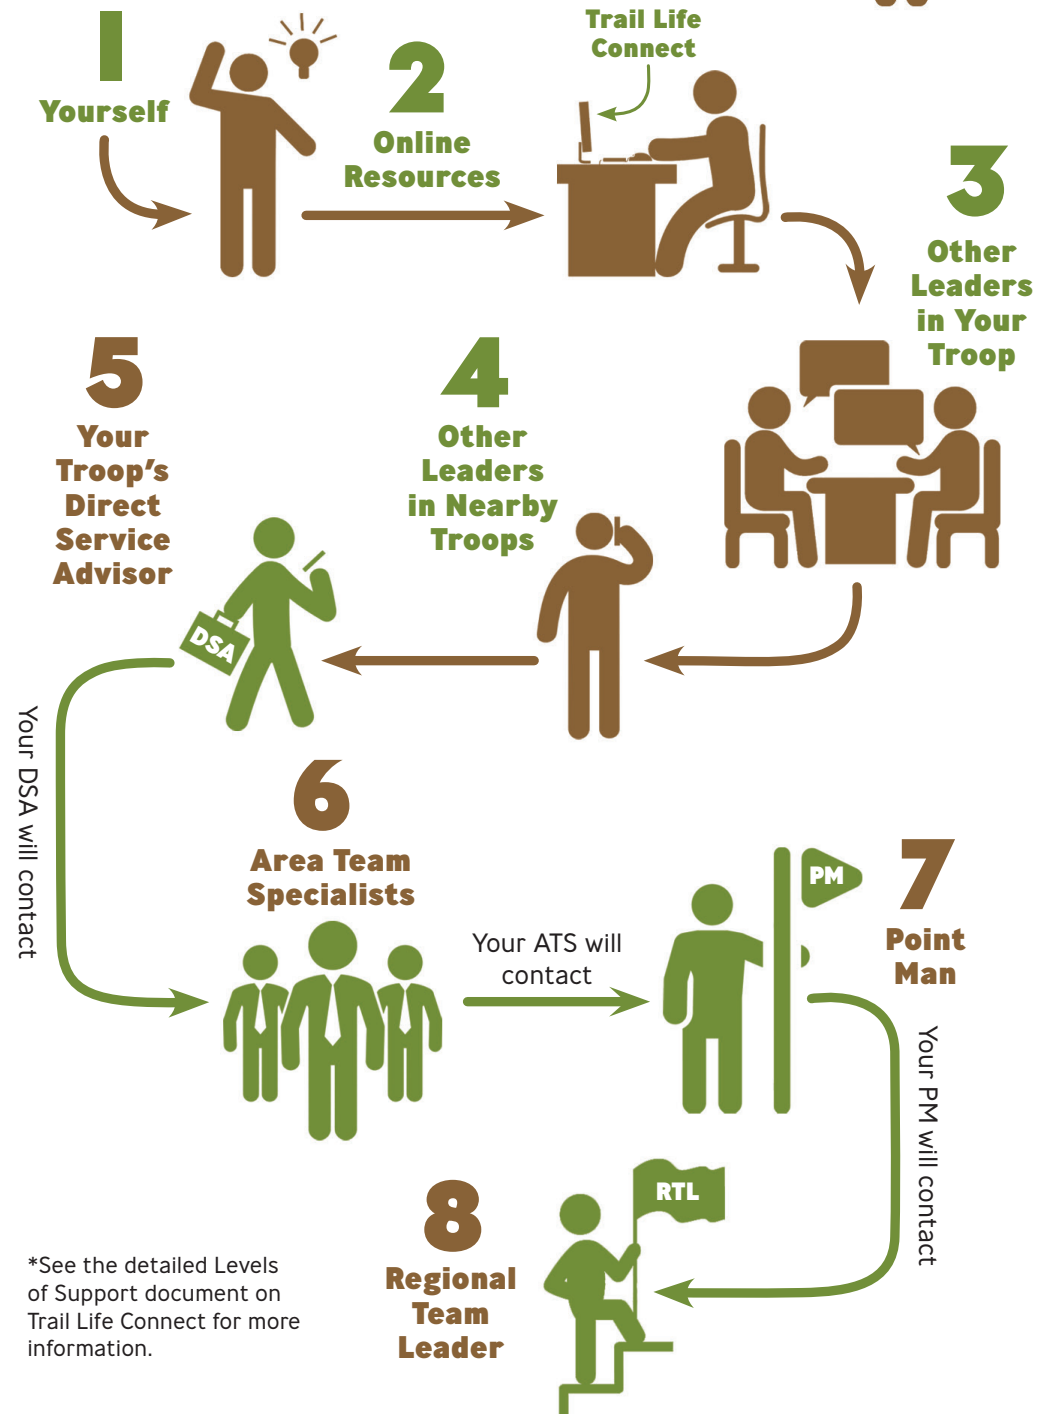 1
Yourself
2
Online
Resources
Trail Life
Connect
3
Other
Leaders
in Your
Troop
4
Other
Leaders
in Nearby
Troops
5
Your
Troop's
Direct
Service
Advisor
DSA
Your DSA will contact
6
Area Team
Specialists
Your ATS will
contact
PM
7
Point
Man
Your PM will contact
RTL
8
Regional
Team
Leader
*See the detailed Levels
of Support document on
Trail Life Connect for more
information.